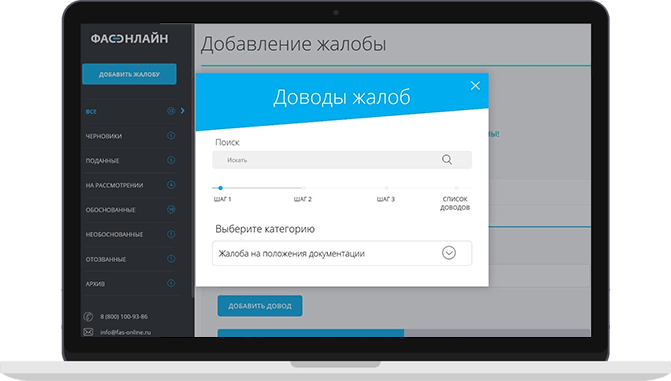 ФАС ОНЛАЙН
Добавление жалобы
ДОБАВИТЬ ЖАЛОБУ
ВСЕ
ЧЕРНОВИКИ
ПОДАННЫЕ
НА РАССМОТРЕНИИ
ОБОСНОВАННЫЕ
НЕОБОСНОВАННЫЕ
ОТОЗВАННЫЕ
АРХИВ
8 (800) 100-93-86
info@fas-online.ru
Доводы жалоб
Поиск
Искать
ШАГ 1
ШАГ 2
ШАГ 3
СПИСОК
ДОВОДОВ
Выберите категорию
Жалоба на положения документации
ДОБАВИТЬ ДОВОД